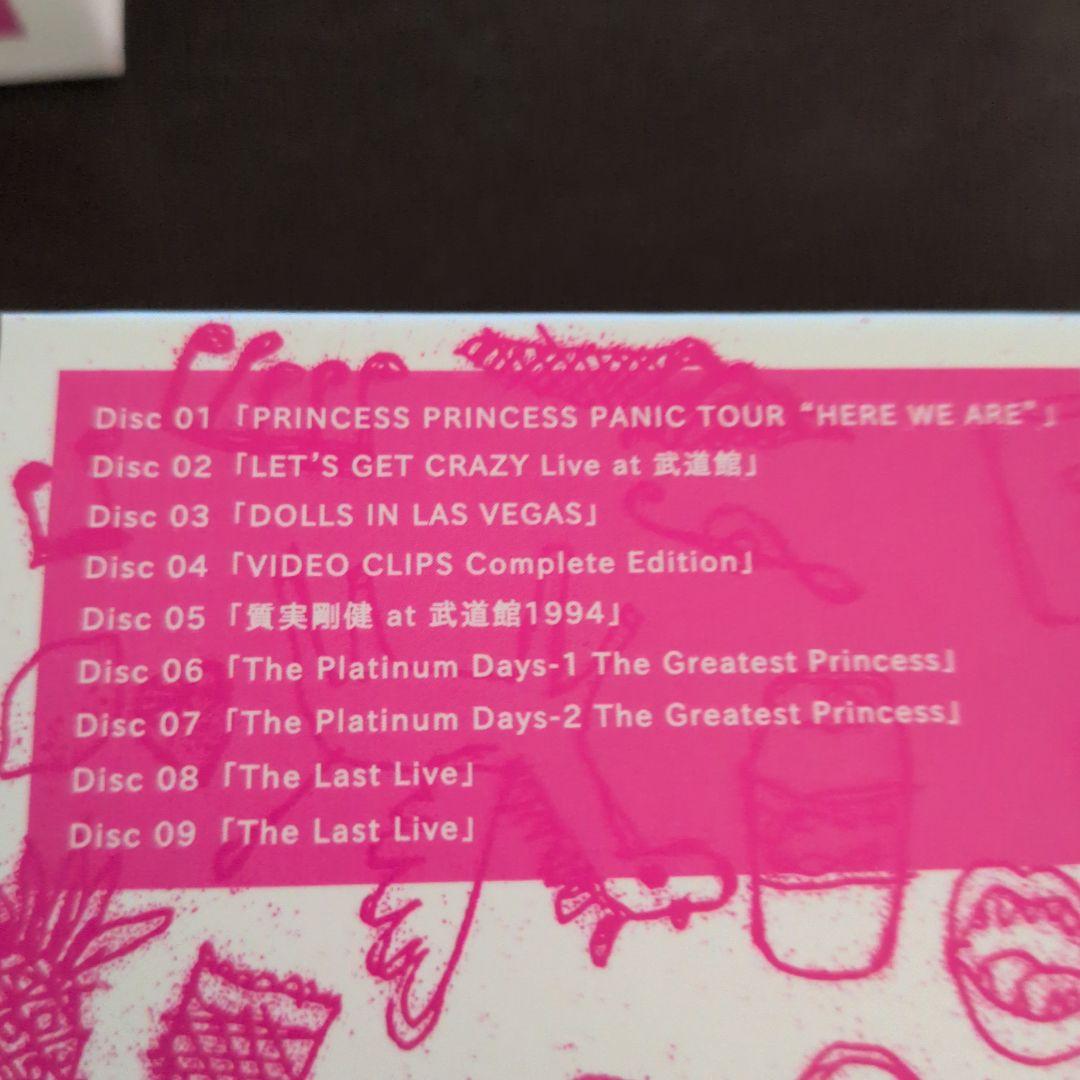 Disc 01「PRINCESS PRINCESS PANIC TOUR “HERE WE ARE”」
Disc 02「LET’S GET CRAZY Live at 武道館」
Disc 03「DOLLS IN LAS VEGAS」
Disc 04「VIDEO CLIPS Complete Edition」
Disc 05「質実剛健 at 武道館1994」
Disc 06「The Platinum Days-1 The Greatest Princess」
Disc 07「The Platinum Days-2 The Greatest Princess」
Disc 08「The Last Live」
Disc 09「The Last Live」